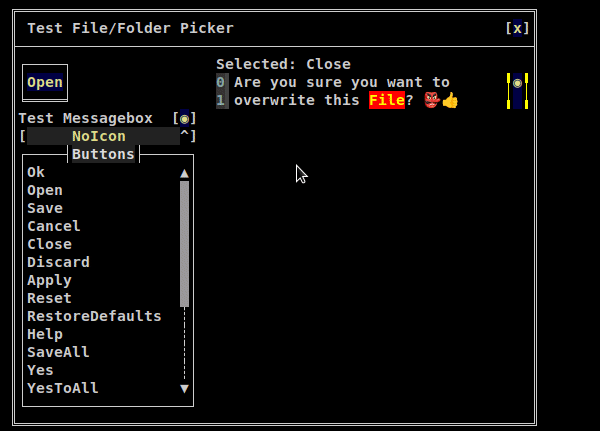 Test File/Folder Picker [x]
Open
Selected: Close
0 Are you sure you want to
1 overwrite this File? 👺👍
[◉]
Test Messagebox [◉]
[ NoIcon ^]
Buttons
Ok
Open
Save
Cancel
Close
Discard
Apply
Reset
RestoreDefaults
Help
SaveAll
Yes
YesToAll